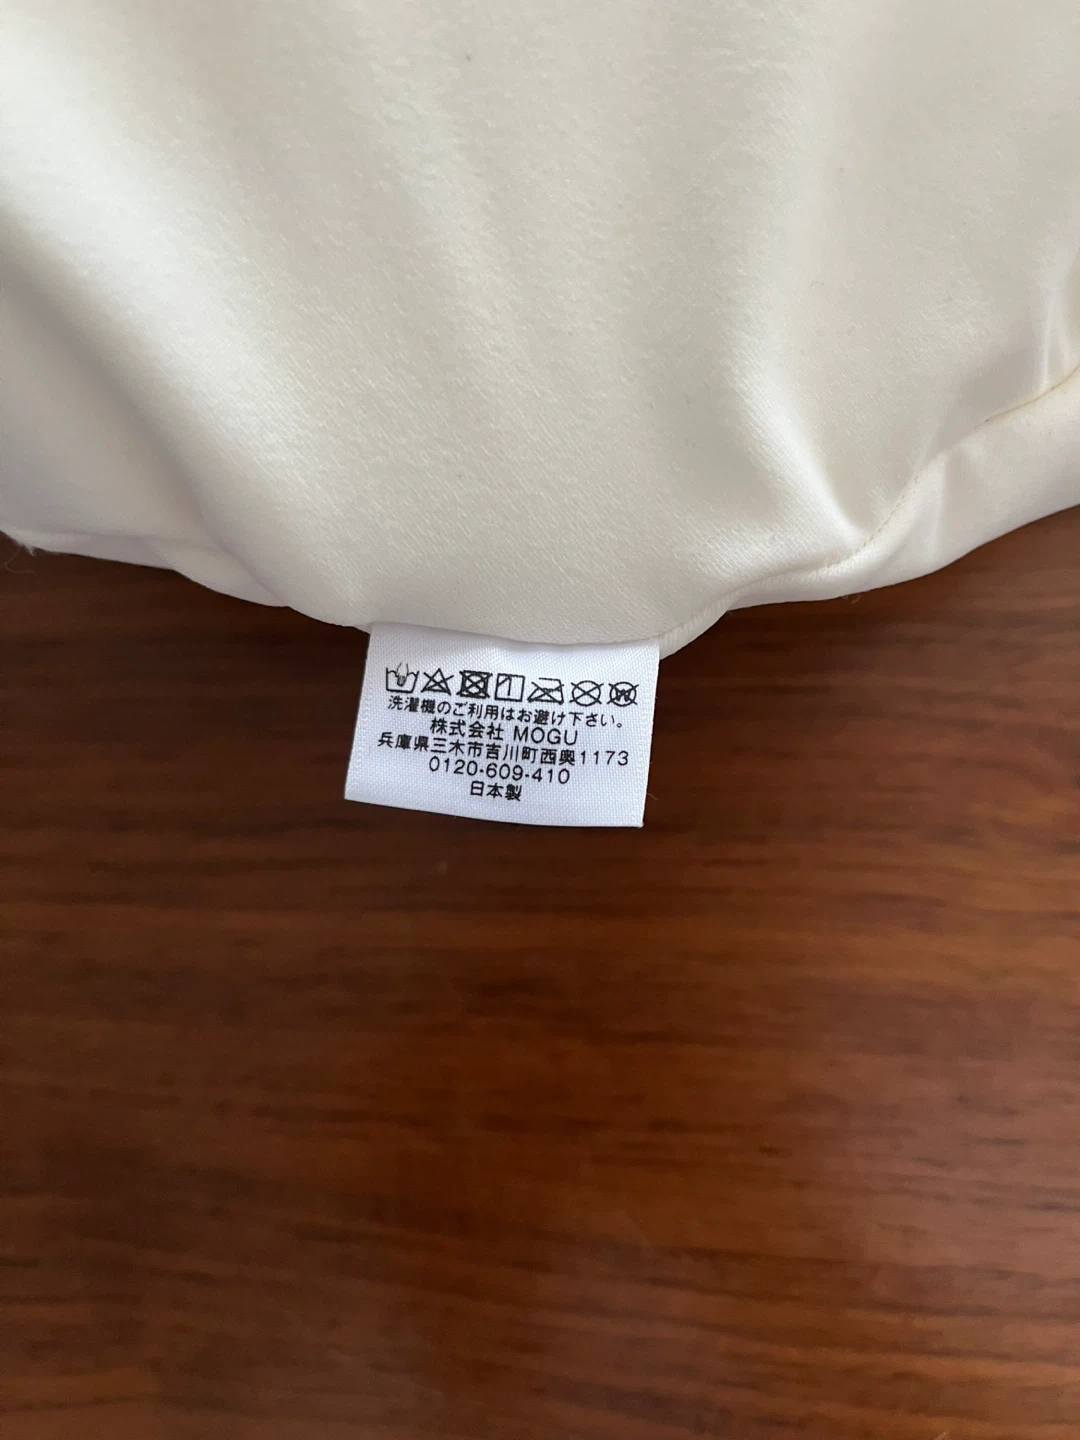 洗濯機のご利用はお避け下さい。
株式会社 MOGU
兵庫県三木市吉川町西奥1173
0120-609-410
日本製